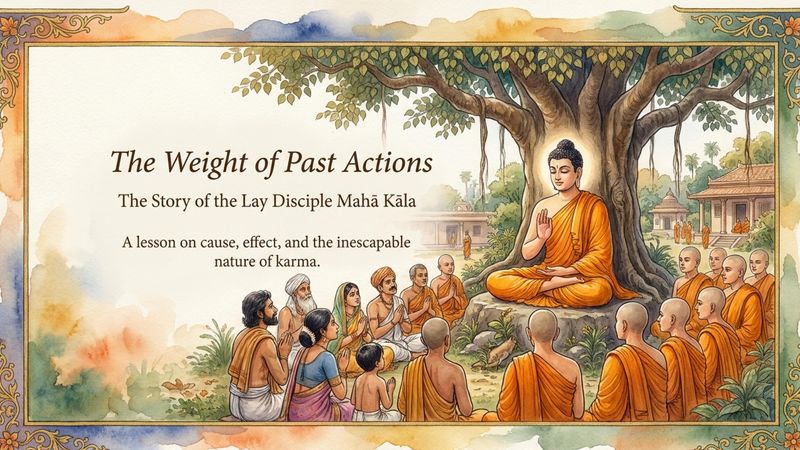 The Weight of Past Actions
The Story of the Lay Disciple Mahā Kāla
A lesson on cause, effect, and the inescapable
nature of karma.